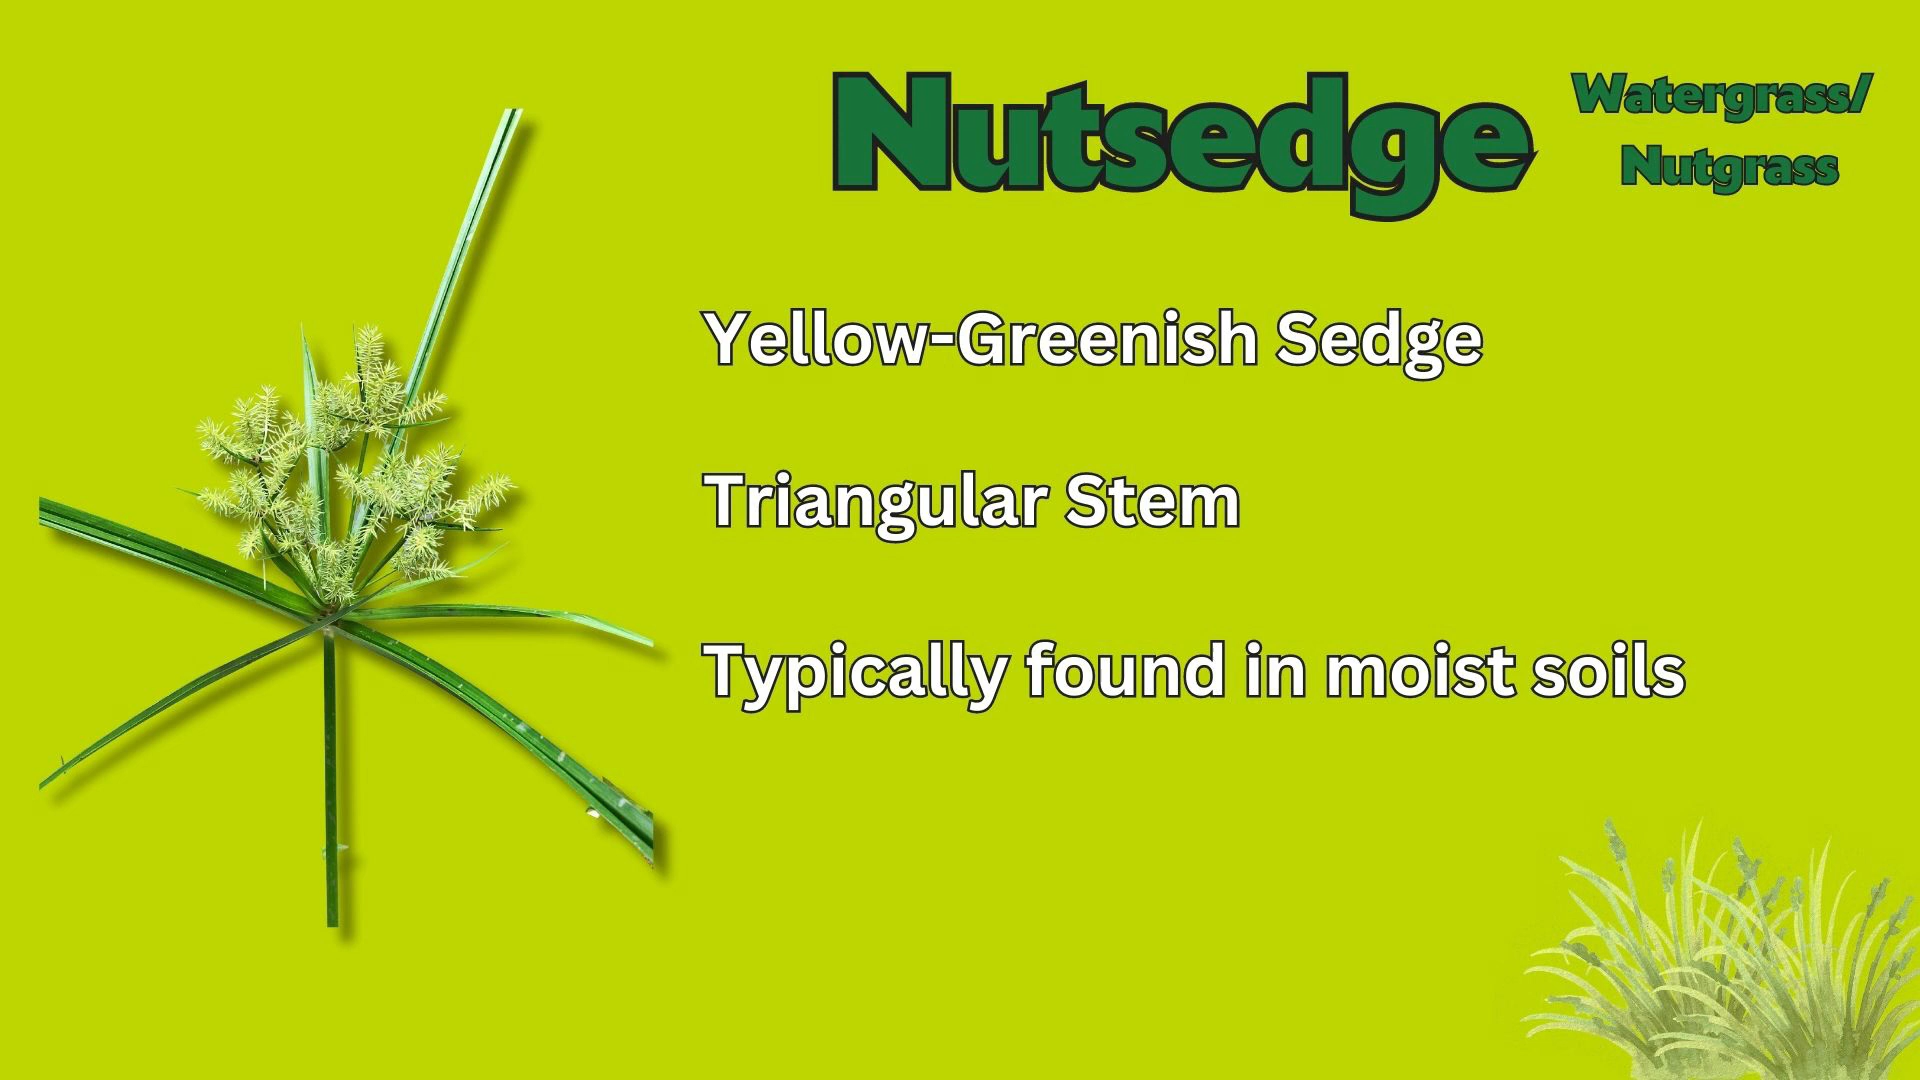 Nutsedge
Watergrass/
Nutgrass
Yellow-Greenish Sedge
Triangular Stem
Typically found in moist soils